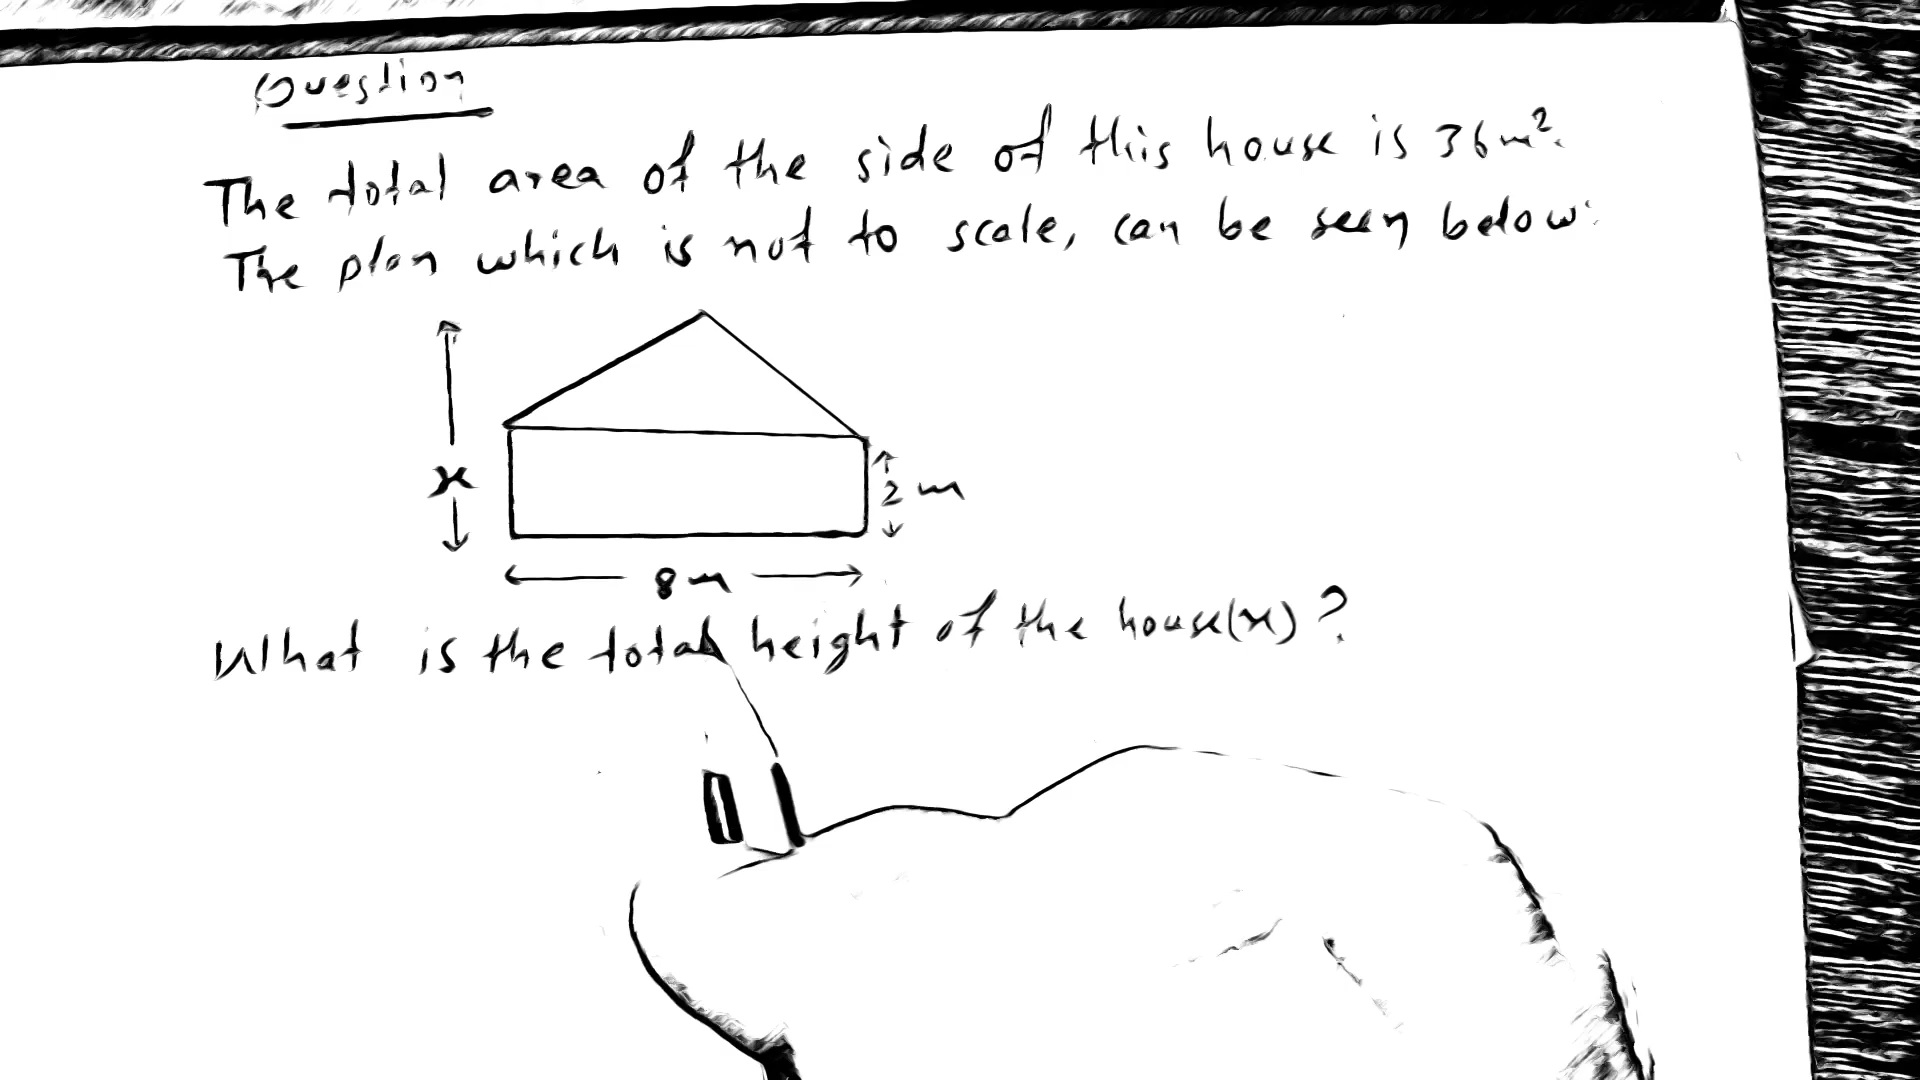 Question
The total area of the side of this house is 36m².
The plan which is not to scale, can be seen below:
x
2 m
8m
What is the total height of the house(x)?